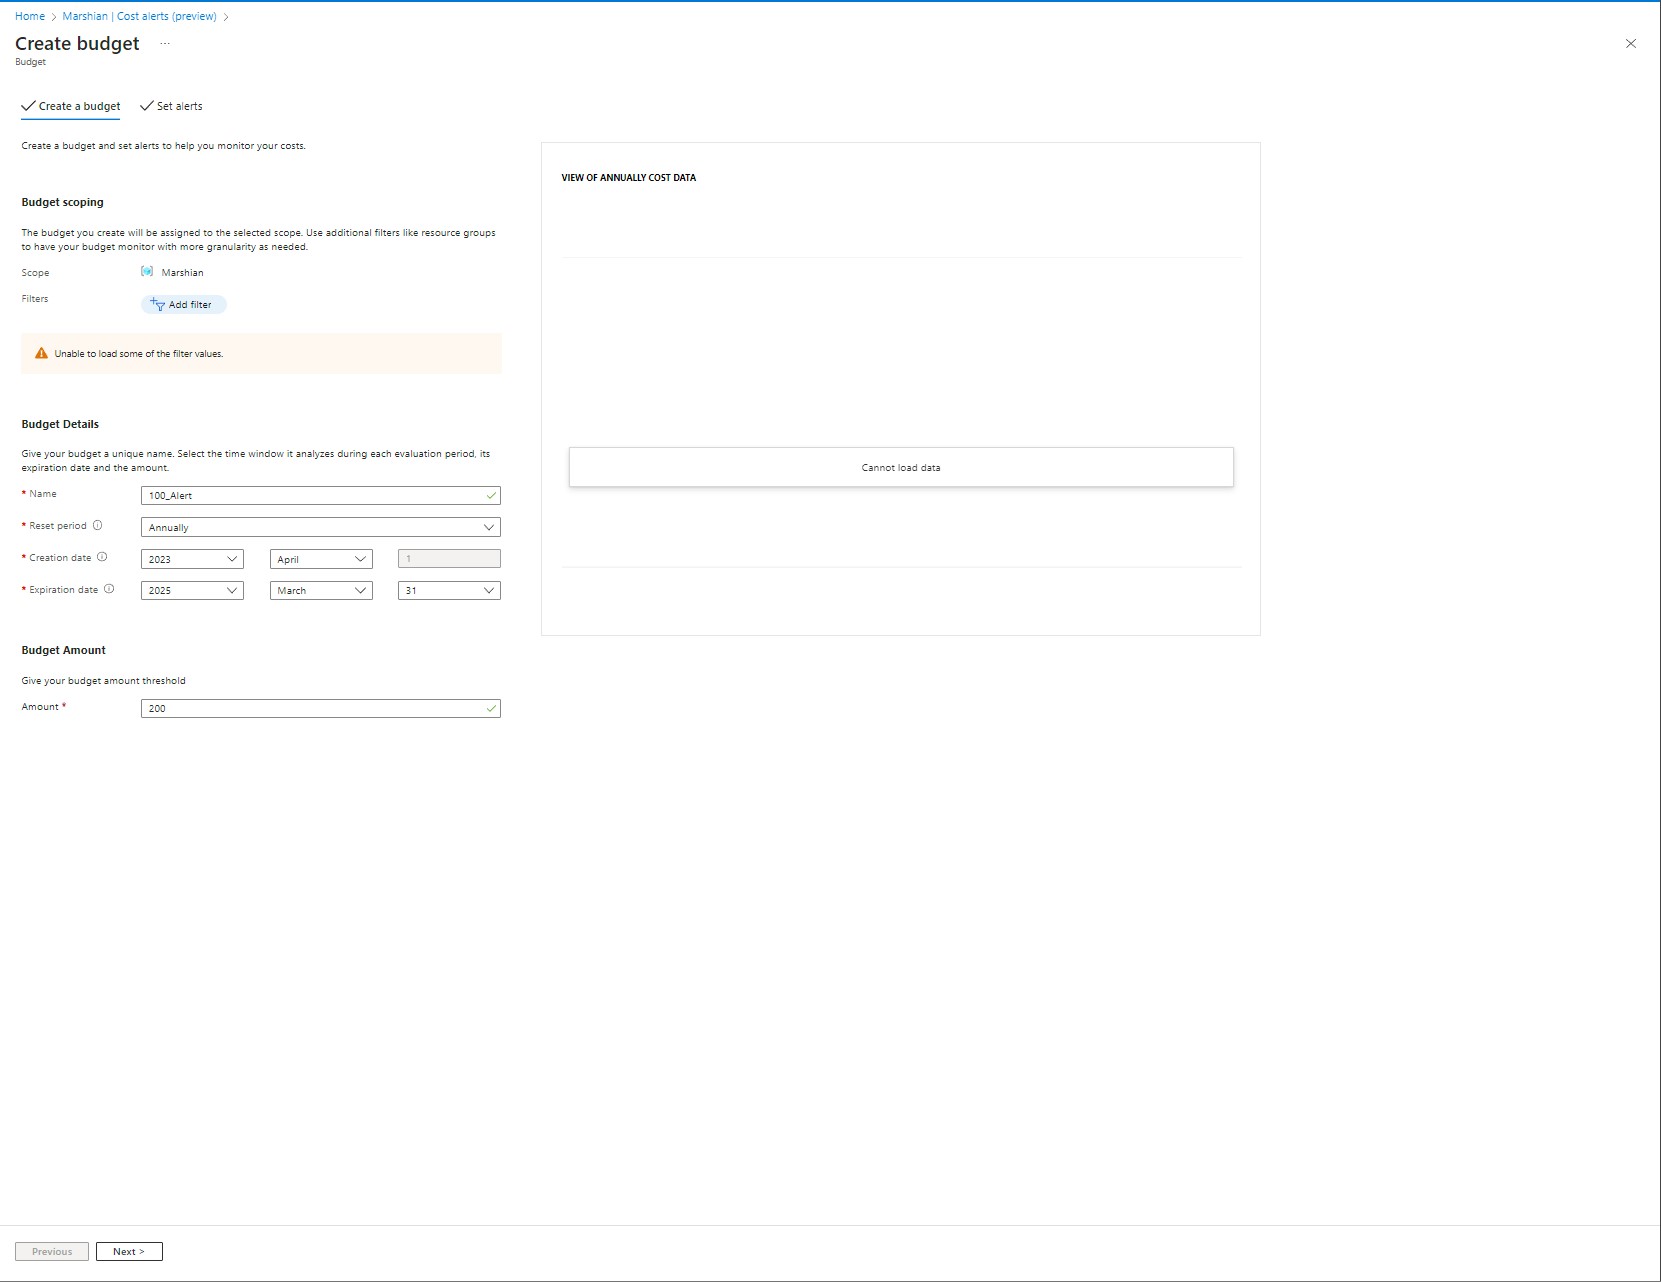 Home > Marshian | Cost alerts (preview) >
Create budget ...
Budget
Create a budget
Set alerts
Create a budget and set alerts to help you monitor your costs.
Budget scoping
The budget you create will be assigned to the selected scope. Use additional filters like resource groups
to have your budget monitor with more granularity as needed.
Scope
Marshian
Filters
Add filter
Unable to load some of the filter values.
Budget Details
Give your budget a unique name. Select the time window it analyzes during each evaluation period, its
expiration date and the amount.
* Name
100_Alert
* Reset period
Annually
* Creation date
2023
April
1
* Expiration date
2025
March
31
Budget Amount
Give your budget amount threshold
Amount *
200
VIEW OF ANNUALLY COST DATA
Cannot load data
Previous
Next >